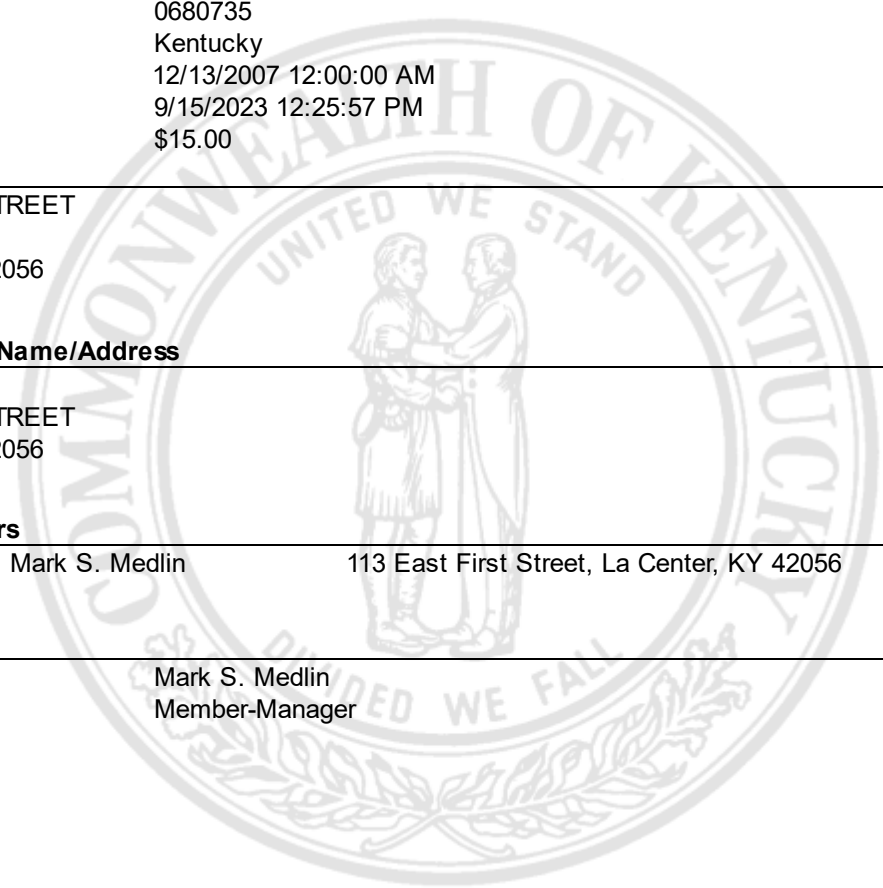 0680735
Kentucky
12/13/2007 12:00:00 AM
9/15/2023 12:25:57 PM
$15.00
COMMONWEALTH OF KENTUCKY
UNITED WE STAND
TREET
2056
Name/Address
TREET
2056
rs
Mark S. Medlin 113 East First Street, La Center, KY 42056
DIVIDED WE FALL
Mark S. Medlin
Member-Manager